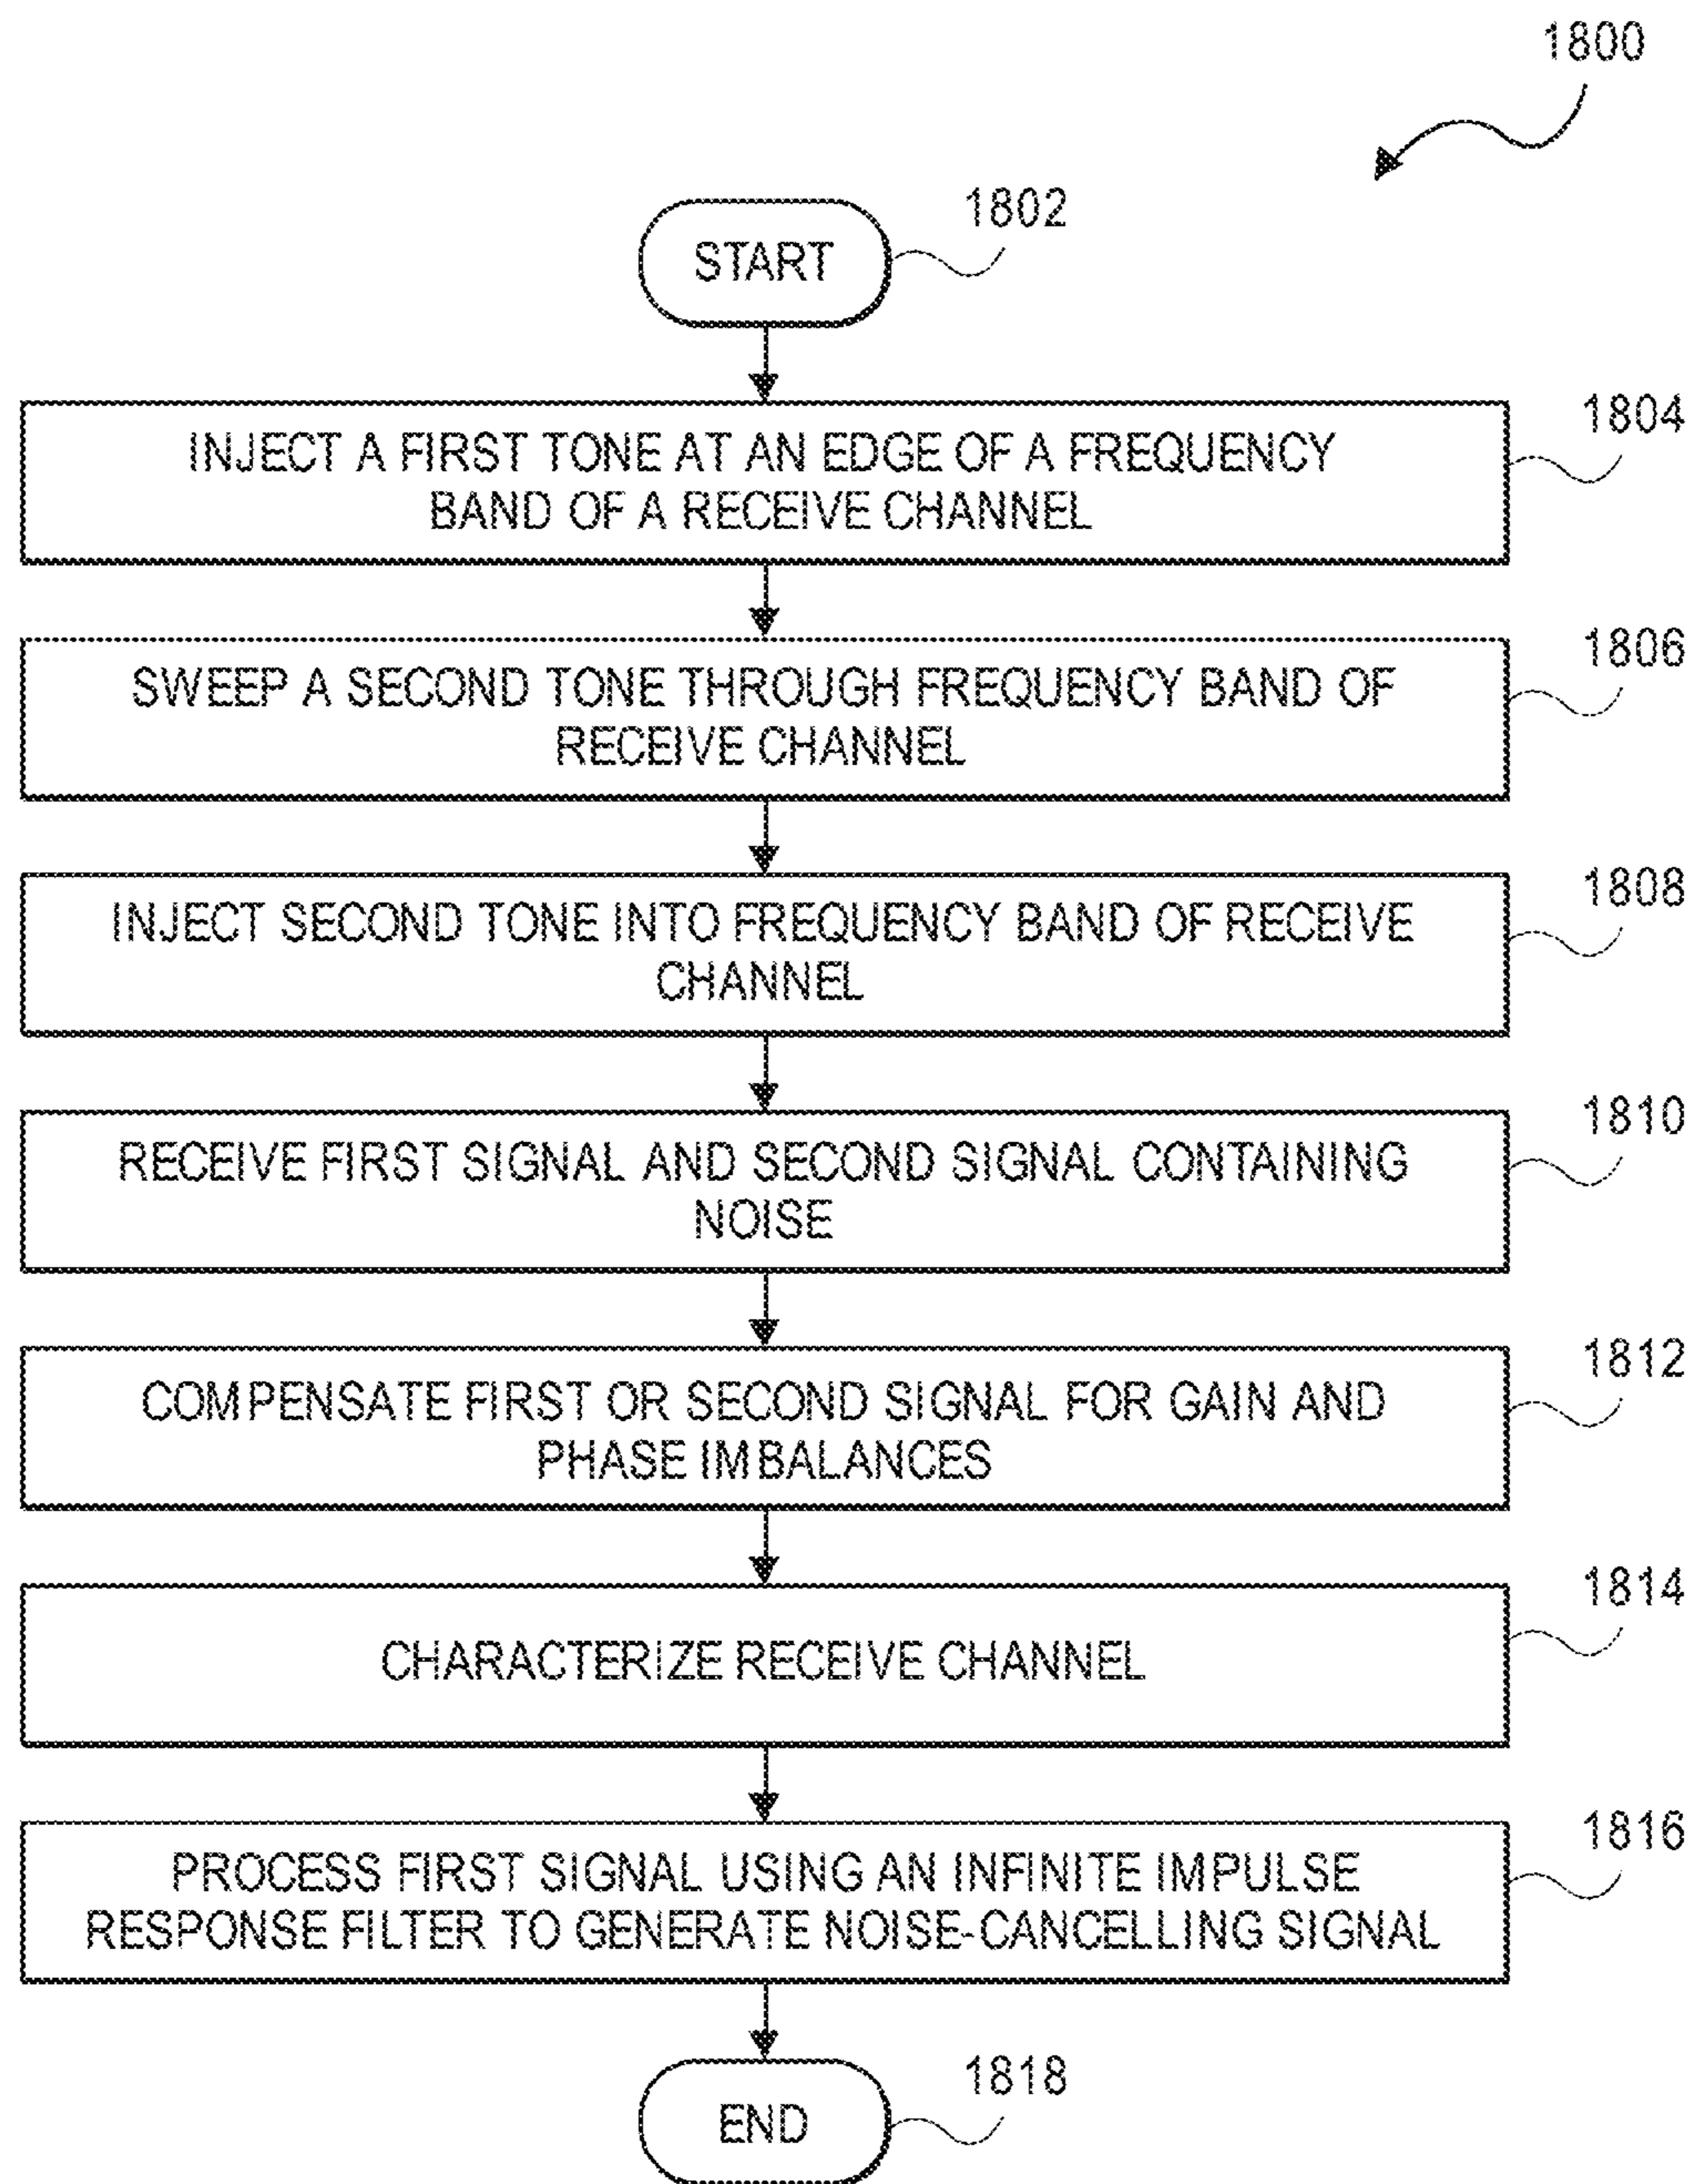 1800
START
1802
INJECT A FIRST TONE AT AN EDGE OF A FREQUENCY
BAND OF A RECEIVE CHANNEL
1804
SWEEP A SECOND TONE THROUGH FREQUENCY BAND OF
RECEIVE CHANNEL
1806
INJECT SECOND TONE INTO FREQUENCY BAND OF RECEIVE
CHANNEL
1808
RECEIVE FIRST SIGNAL AND SECOND SIGNAL CONTAINING
NOISE
1810
COMPENSATE FIRST OR SECOND SIGNAL FOR GAIN AND
PHASE IMBALANCES
1812
CHARACTERIZE RECEIVE CHANNEL
1814
PROCESS FIRST SIGNAL USING AN INFINITE IMPULSE
RESPONSE FILTER TO GENERATE NOISE-CANCELLING SIGNAL
1816
END
1818